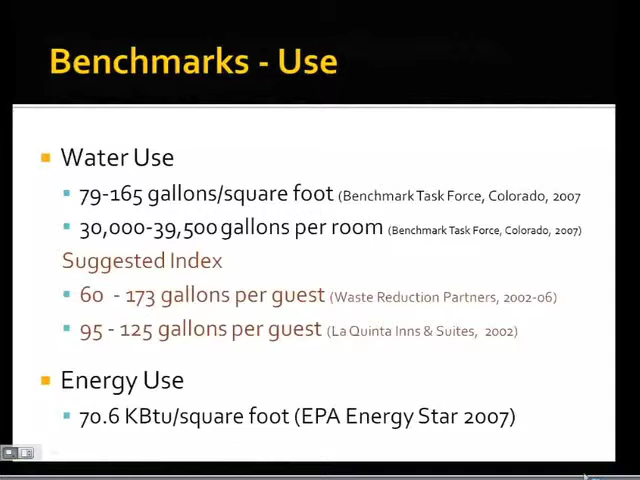 Benchmarks - Use
Water Use
79-165 gallons/square foot (Benchmark Task Force, Colorado, 2007
30,000-39,500 gallons per room (Benchmark Task Force, Colorado, 2007)
Suggested Index
60 - 173 gallons per guest (Waste Reduction Partners, 2002-06)
95 - 125 gallons per guest (La Quinta Inns & Suites, 2002)
Energy Use
70.6 KBtu/square foot (EPA Energy Star 2007)